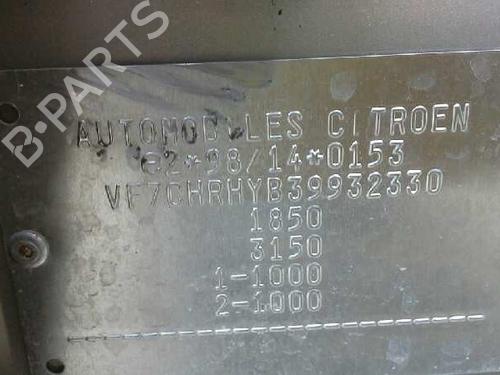 B-PARTS
AUTOMOBILES CITROEN
e2*98/14*0153
VF7CHRHYB39932330
1850
3150
1-1000
2-1000